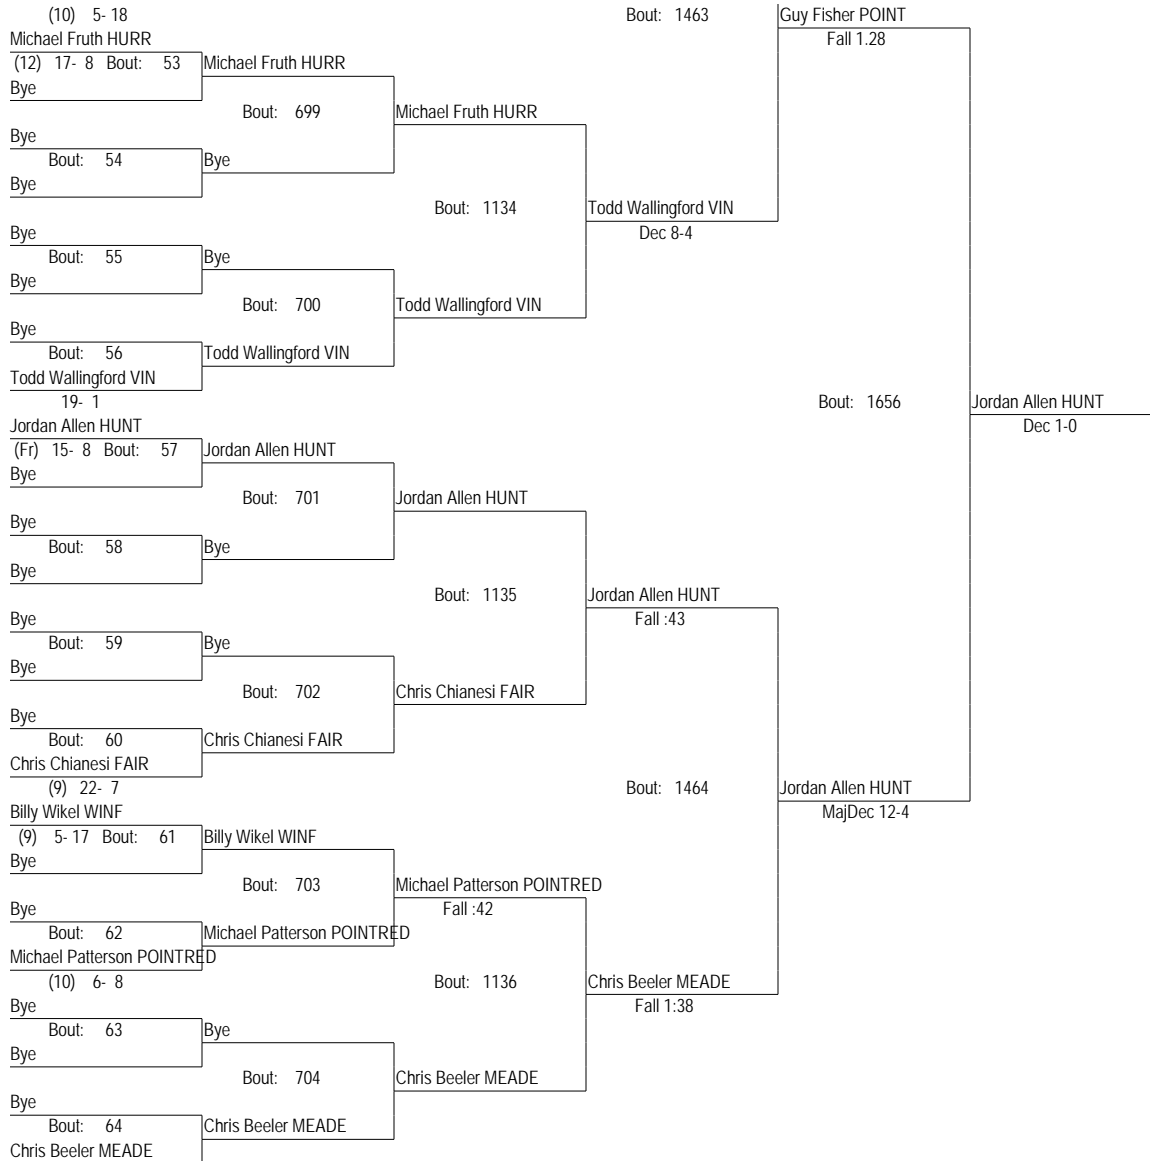 (10) 5- 18 Bout: 1463 Guy Fisher POINT
Michael Fruth HURR Fall 1.28
(12) 17- 8 Bout: 53 Michael Fruth HURR
Bye
Bout: 699 Michael Fruth HURR
Bye
Bout: 54 Bye
Bye
Bout: 1134 Todd Wallingford VIN
Bye Dec 8-4
Bout: 55 Bye
Bye
Bout: 700 Todd Wallingford VIN
Bye
Bout: 56 Todd Wallingford VIN
Todd Wallingford VIN
19- 1 Bout: 1656 Jordan Allen HUNT
Jordan Allen HUNT Dec 1-0
(Fr) 15- 8 Bout: 57 Jordan Allen HUNT
Bye
Bout: 701 Jordan Allen HUNT
Bye
Bout: 58 Bye
Bye
Bout: 1135 Jordan Allen HUNT
Bye Fall :43
Bout: 59 Bye
Bye
Bout: 702 Chris Chianesi FAIR
Bye
Bout: 60 Chris Chianesi FAIR
Chris Chianesi FAIR
(9) 22- 7 Bout: 1464 Jordan Allen HUNT
Billy Wikel WINF MajDec 12-4
(9) 5- 17 Bout: 61 Billy Wikel WINF
Bye
Bout: 703 Michael Patterson POINTRED
Bye Fall :42
Bout: 62 Michael Patterson POINTRED
Michael Patterson POINTRED
(10) 6- 8 Bout: 1136 Chris Beeler MEADE
Bye Fall 1:38
Bout: 63 Bye
Bye
Bout: 704 Chris Beeler MEADE
Bye
Bout: 64 Chris Beeler MEADE
Chris Beeler MEADE